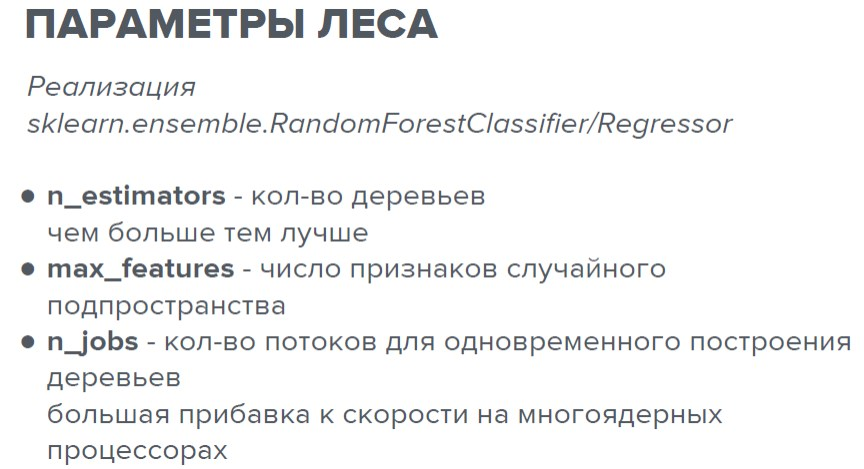 ПАРАМЕТРЫ ЛЕСА
Реализация
sklearn.ensemble.RandomForestClassifier/Regressor
● n_estimators - кол-во деревьев
чем больше тем лучше
● max_features - число признаков случайного
подпространства
● n_jobs - кол-во потоков для одновременного построения
деревьев
большая прибавка к скорости на многоядерных
процессорах